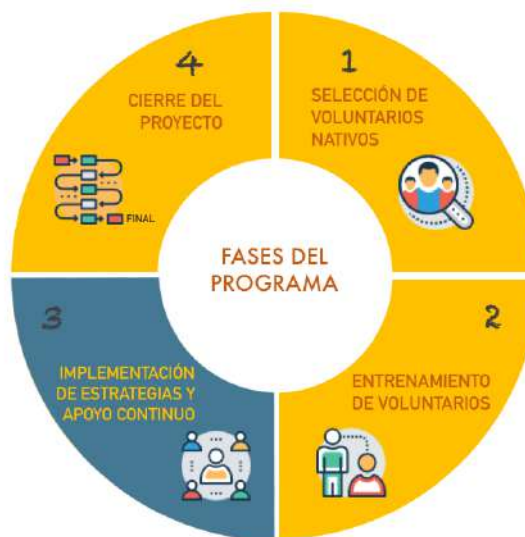 FASES DEL
PROGRAMA
1
SELECCIÓN DE
VOLUNTARIOS
NATIVOS
2
ENTRENAMIENTO
DE VOLUNTARIOS
3
IMPLEMENTACIÓN
DE ESTRATEGIAS Y
APOYO CONTINUO
4
CIERRE DEL
PROYECTO
FINAL